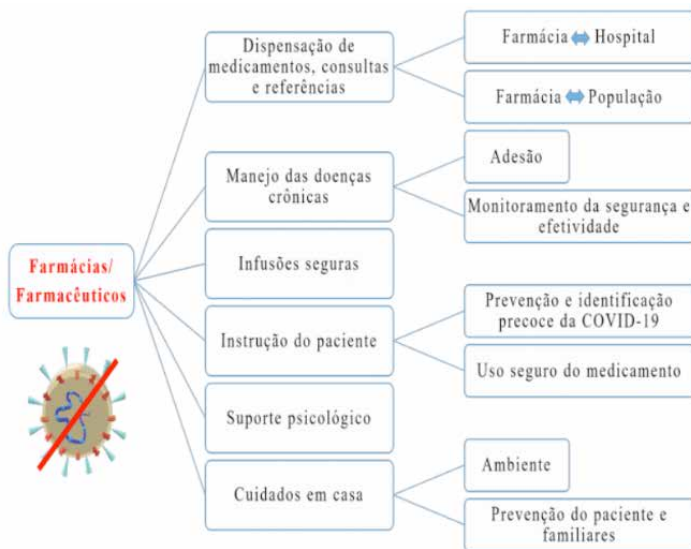 Farmácias/
Farmacêuticos
Dispensação de
medicamentos, consultas
e referências
Farmácia Hospital
Farmácia População
Manejo das doenças
crônicas
Adesão
Monitoramento da segurança e
efetividade
Infusões seguras
Instrução do paciente
Prevenção e identificação
precoce da COVID-19
Uso seguro do medicamento
Suporte psicológico
Cuidados em casa
Ambiente
Prevenção do paciente e
familiares